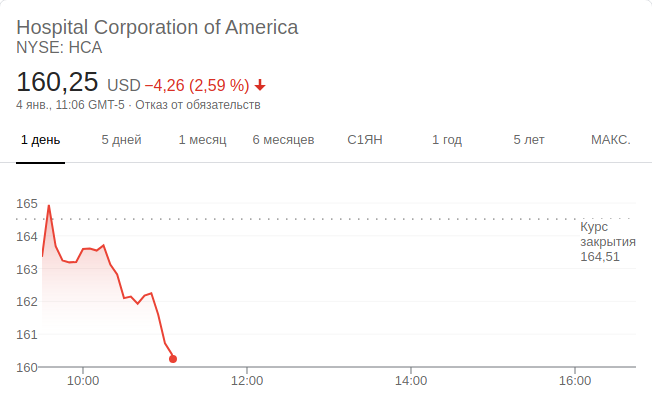 Hospital Corporation of America
NYSE: HCA
160,25 USD −4,26 (2,59 %)
4 янв., 11:06 GMT-5 · Отказ от обязательств
1 день 5 дней 1 месяц 6 месяцев С1ЯН 1 год 5 лет МАКС.
165
164
163
162
161
160
Курс
закрытия
164,51
10:00 12:00 14:00 16:00